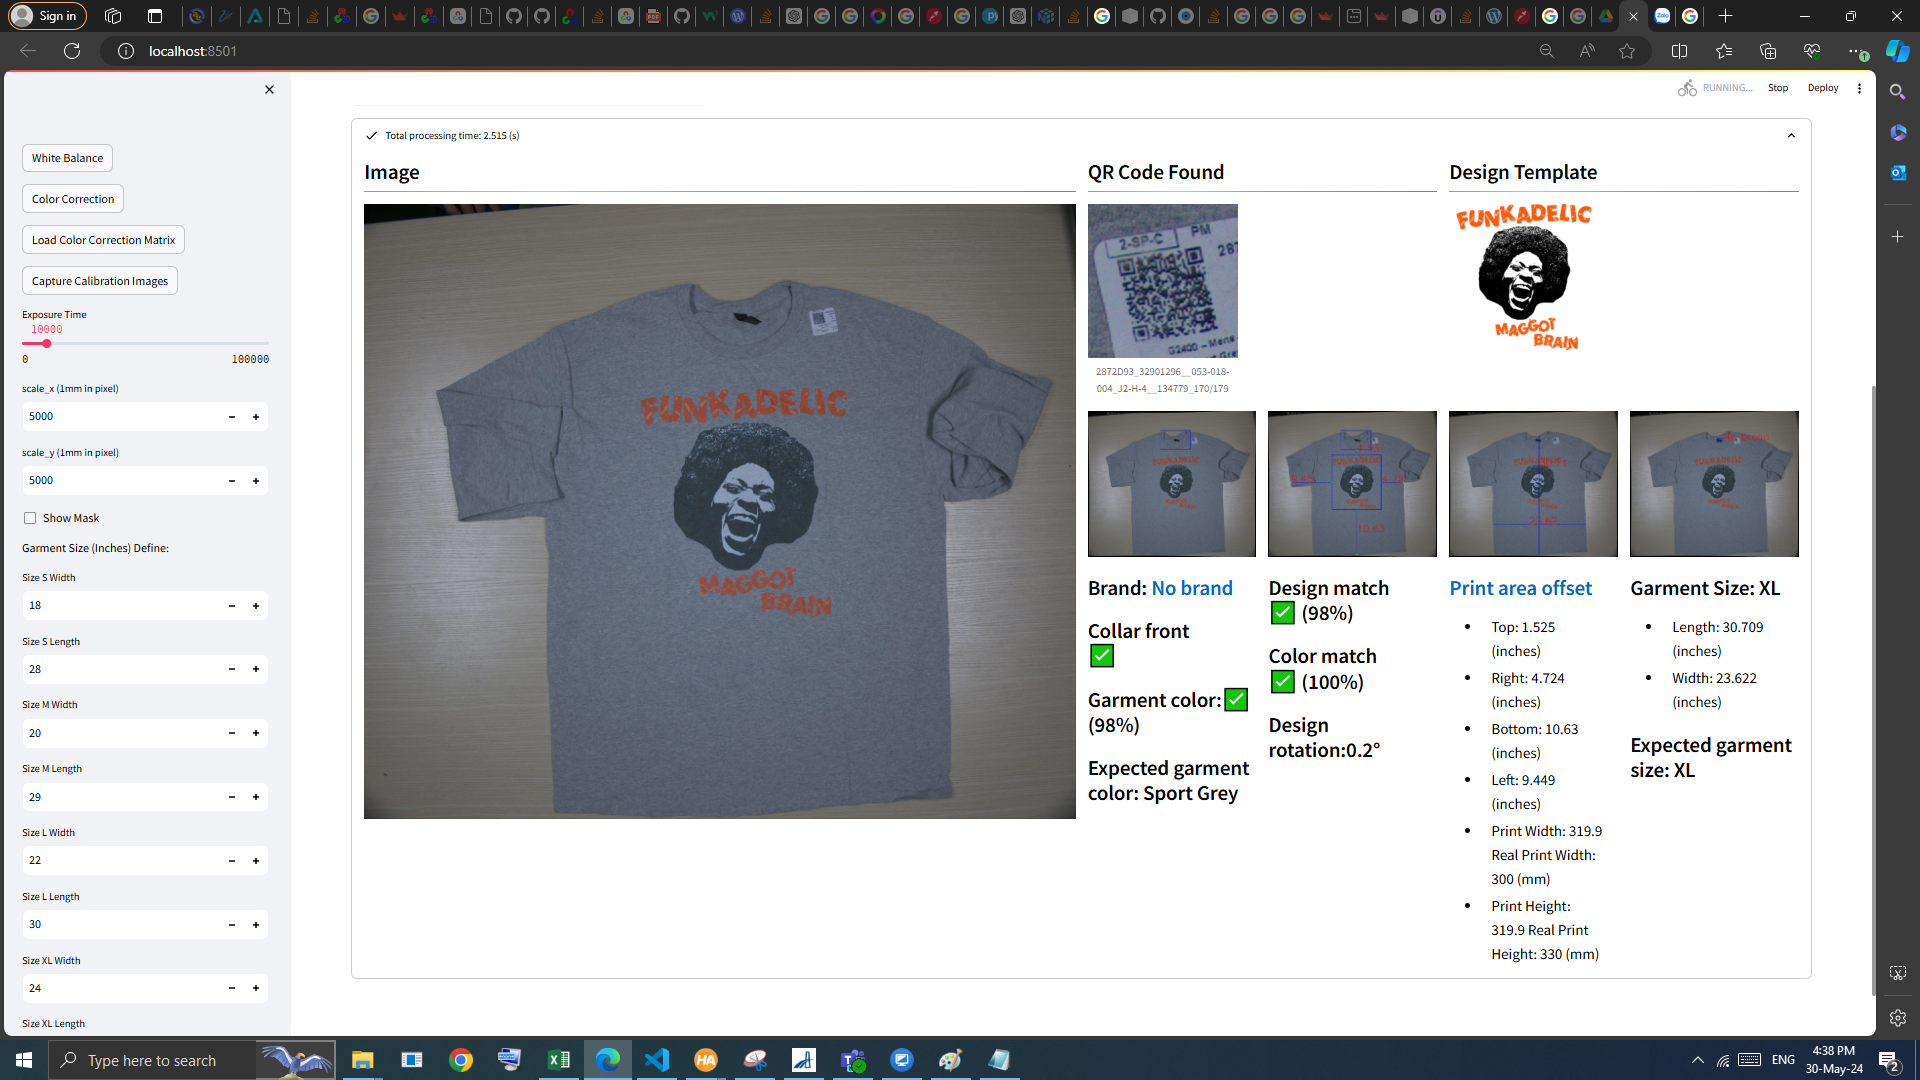 Sign in
localhost:8501
RUNNING...
Stop
Deploy
White Balance
Color Correction
Load Color Correction Matrix
Capture Calibration Images
Exposure Time
10000
0
100000
scale_x (1mm in pixel)
5000
scale_y (1mm in pixel)
5000
Show Mask
Garment Size (Inches) Define:
Size S Width
18
Size S Length
28
Size M Width
20
Size M Length
29
Size L Width
22
Size L Length
30
Size XL Width
24
Size XL Length
Total processing time: 2.515 (s)
Image
FUNKADELIC
MAGGOT
BRAIN
QR Code Found
2-SP-C
PM
287
G2400 - Mens
2872D93_32901296__053-018-
004_J2-H-4__134779_170/179
Design Template
FUNKADELIC
MAGGOT
BRAIN
Brand: No brand
Collar front
Garment color:
(98%)
Expected garment
color: Sport Grey
Design match
(98%)
Color match
(100%)
Design
rotation:0.2°
Print area offset
Top: 1.525
(inches)
Right: 4.724
(inches)
Bottom: 10.63
(inches)
Left: 9.449
(inches)
Print Width: 319.9
Real Print Width:
300 (mm)
Print Height:
319.9 Real Print
Height: 330 (mm)
Garment Size: XL
Length: 30.709
(inches)
Width: 23.622
(inches)
Expected garment
size: XL
Type here to search
ENG
4:38 PM
30-May-24
2